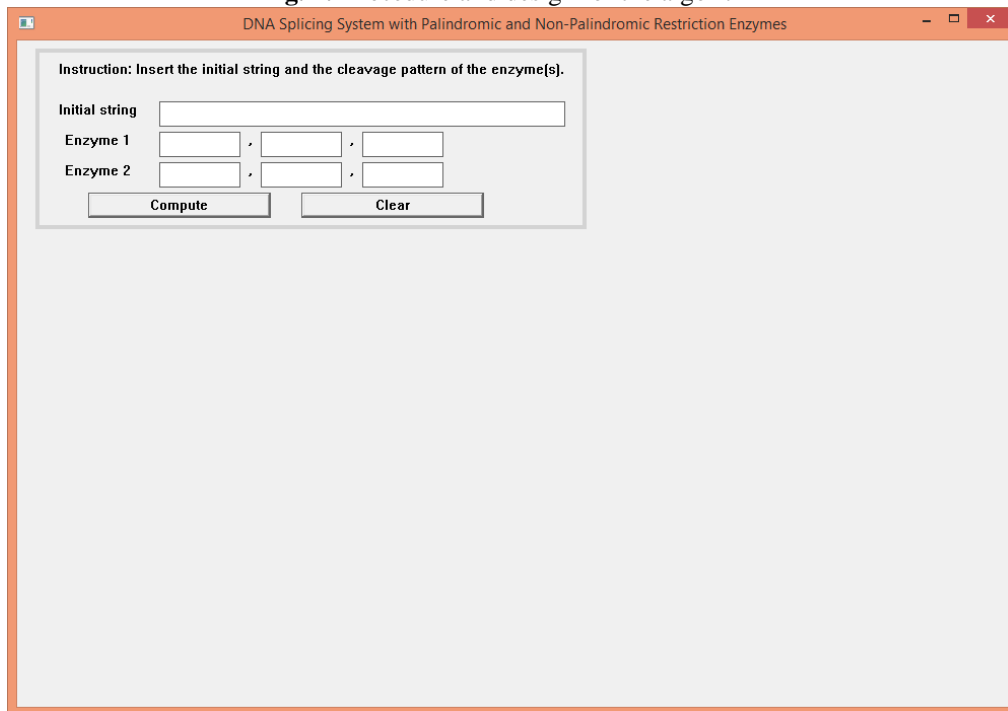 DNA Splicing System with Palindromic and Non-Palindromic Restriction Enzymes
Instruction: Insert the initial string and the cleavage pattern of the enzyme(s).
Initial string
Enzyme 1 , ,
Enzyme 2 , ,
Compute Clear